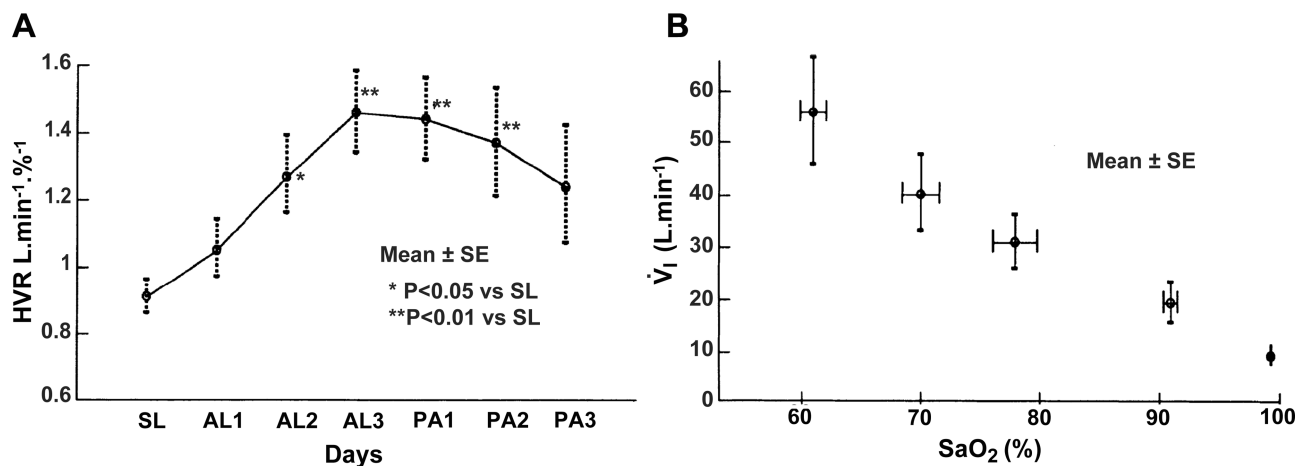 A
HVR L.min⁻¹.%⁻¹
1.6
1.4
1.2
1
0.8
0.6
**
**
**
*
Mean ± SE
* P<0.05 vs SL
**P<0.01 vs SL
SL AL1 AL2 AL3 PA1 PA2 PA3
Days
B
V̇I (L.min⁻¹)
60
50
40
30
20
10
0
Mean ± SE
60 70 80 90 100
SaO₂ (%)